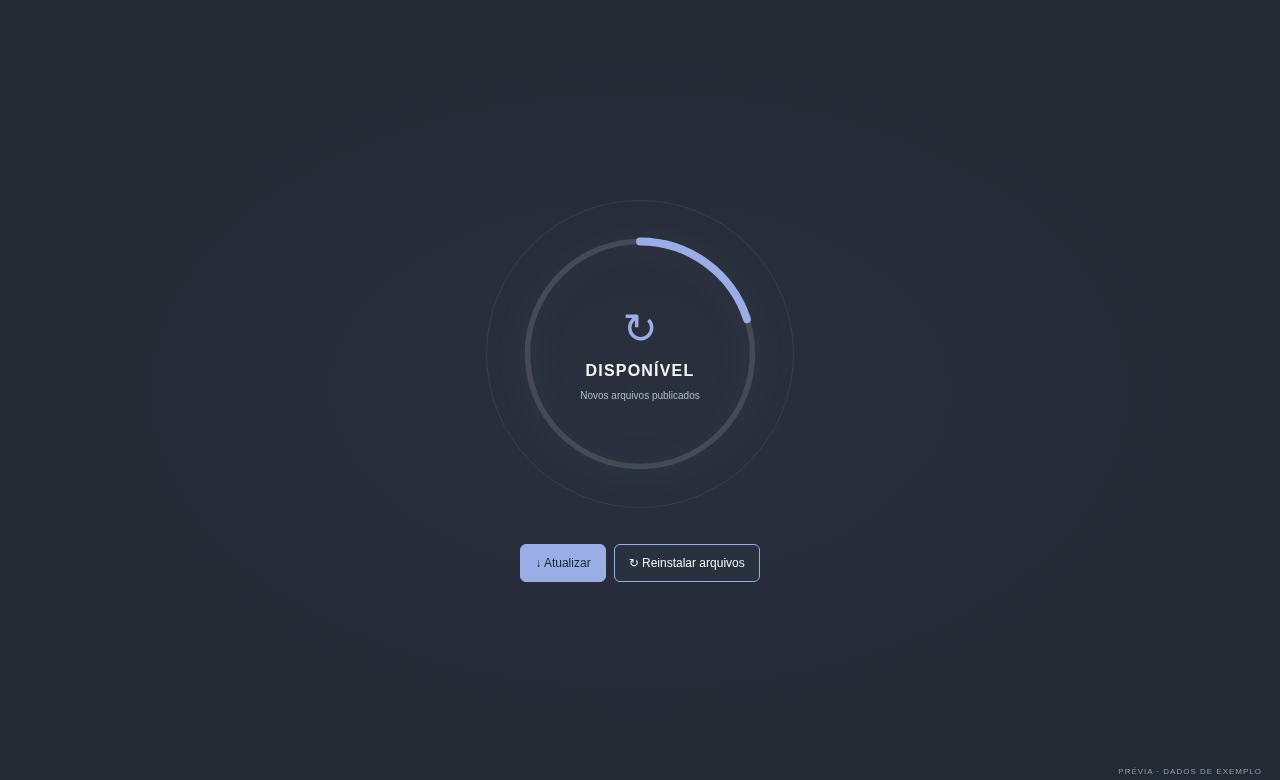 ↻
DISPONÍVEL
Novos arquivos publicados
↓ Atualizar
↻ Reinstalar arquivos
PRÉVIA · DADOS DE EXEMPLO